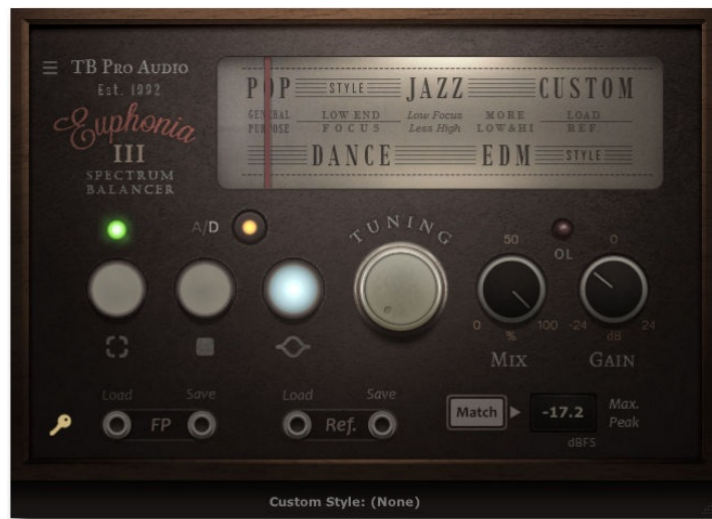 TB Pro Audio
Est. 1992
Euphonia
III
SPECTRUM
BALANCER
POP STYLE JAZZ CUSTOM
GENERAL PURPOSE LOW END FOCUS Low Focus Less High MORE LOW&HI LOAD REF.
DANCE EDM STYLE
A/D
TUNING
50
OL
0
0 100
%
MIX
-24 24
dB
GAIN
Load Save
FP
Load Save
Ref.
Match
-17.2
Max.
Peak
dBFS
Custom Style: (None)